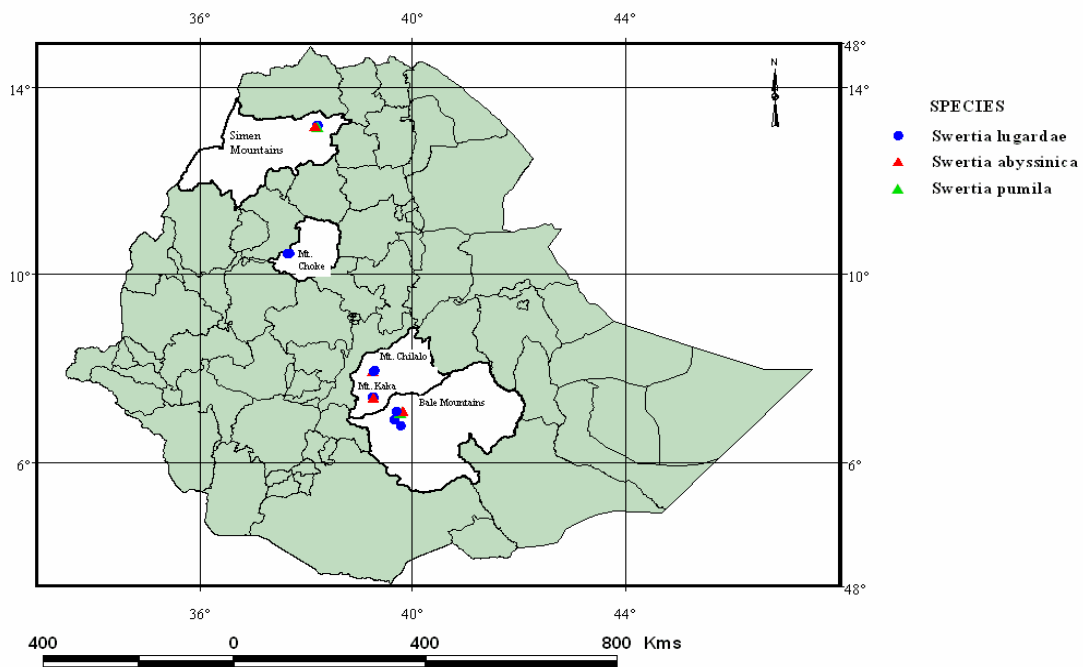 36° 40° 44°
48°
14° 14°
N
SPECIES
Swertia lugardae
Swertia abyssinica
Swertia pumila
Simen
Mountains
Mt.
Choke
10° 10°
Mt. Chilalo
Mt. Kaka
Bale Mountains
6° 6°
48°
36° 40° 44°
400 0 400 800 Kms